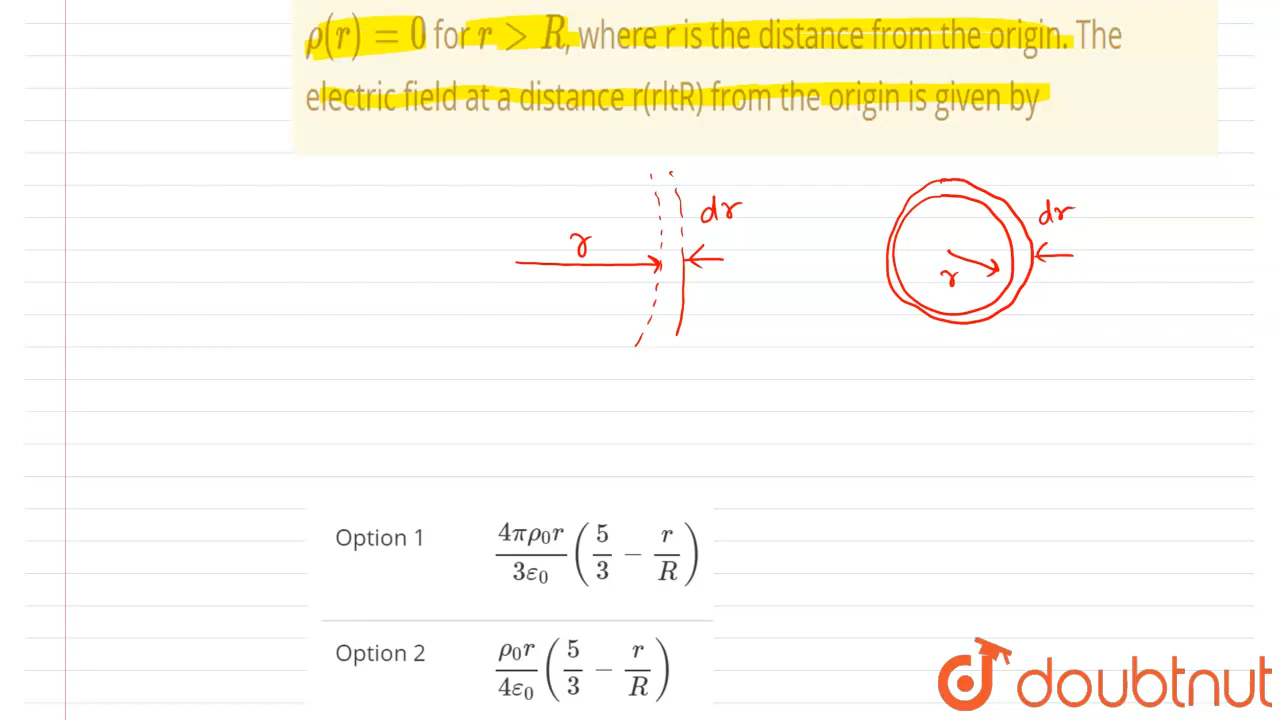 ρ(r) = 0 for r > R, where r is the distance from the origin. The
electric field at a distance r(rltR) from the origin is given by
r
dr
r
dr
Option 1 4πρ₀r/3ε₀ (5/3 − r/R)
Option 2 ρ₀r/4ε₀ (5/3 − r/R)
doubtnut